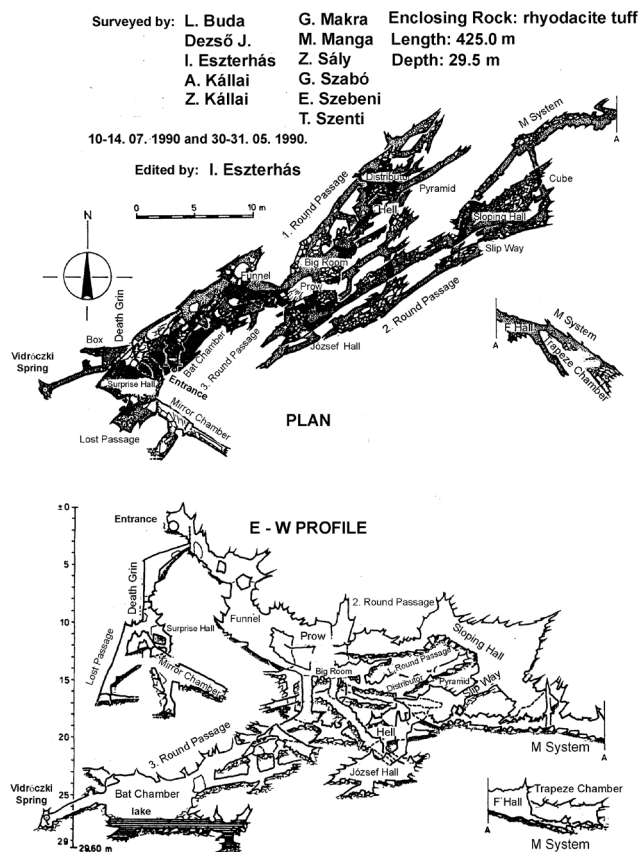 Surveyed by: L. Buda
Dezső J.
I. Eszterhás
A. Kállai
Z. Kállai
G. Makra
M. Manga
Z. Sály
G. Szabó
E. Szebeni
T. Szenti
Enclosing Rock: rhyodacite tuff
Length: 425.0 m
Depth: 29.5 m
10-14. 07. 1990 and 30-31. 05. 1990.
Edited by: I. Eszterhás
0 5 10 m
N
M System
A
Cube
1. Round Passage
Distributor
Pyramid
Hell
Sloping Hall
Slip Way
Big Room
Funnel
Prow
2. Round Passage
Death Grin
Box
Bat Chamber
3. Round Passage
József Hall
Vidróczki
Spring
Surprise Hall
Entrance
Mirror Chamber
Lost Passage
PLAN
M System
F Hall
Trapeze Chamber
A
E - W PROFILE
±0
5
10
15
20
25
29
29.60 m
Entrance
Death Grin
Funnel
2. Round Passage
Surprise Hall
Prow
Sloping Hall
Lost Passage
Mirror Chamber
Big Room
Round Passage
Distributor
Pyramid
Slip Way
3. Round Passage
Hell
József Hall
M System
A
Vidróczki
Spring
Bat Chamber
lake
F Hall
Trapeze Chamber
A
M System